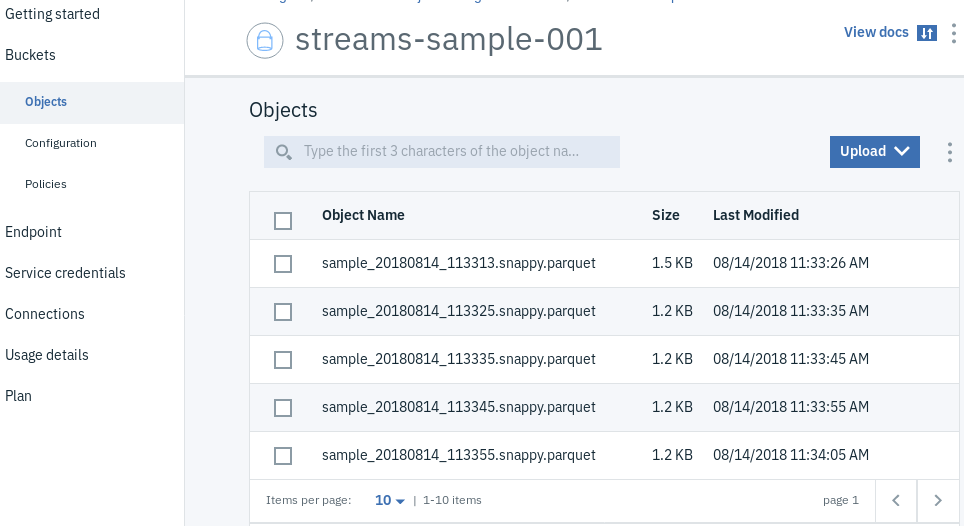 Getting started
Buckets
Objects
Configuration
Policies
Endpoint
Service credentials
Connections
Usage details
Plan
streams-sample-001
View docs
Objects
Type the first 3 characters of the object na...
Upload
Object Name Size Last Modified
sample_20180814_113313.snappy.parquet 1.5 KB 08/14/2018 11:33:26 AM
sample_20180814_113325.snappy.parquet 1.2 KB 08/14/2018 11:33:35 AM
sample_20180814_113335.snappy.parquet 1.2 KB 08/14/2018 11:33:45 AM
sample_20180814_113345.snappy.parquet 1.2 KB 08/14/2018 11:33:55 AM
sample_20180814_113355.snappy.parquet 1.2 KB 08/14/2018 11:34:05 AM
Items per page: 10 | 1-10 items page 1